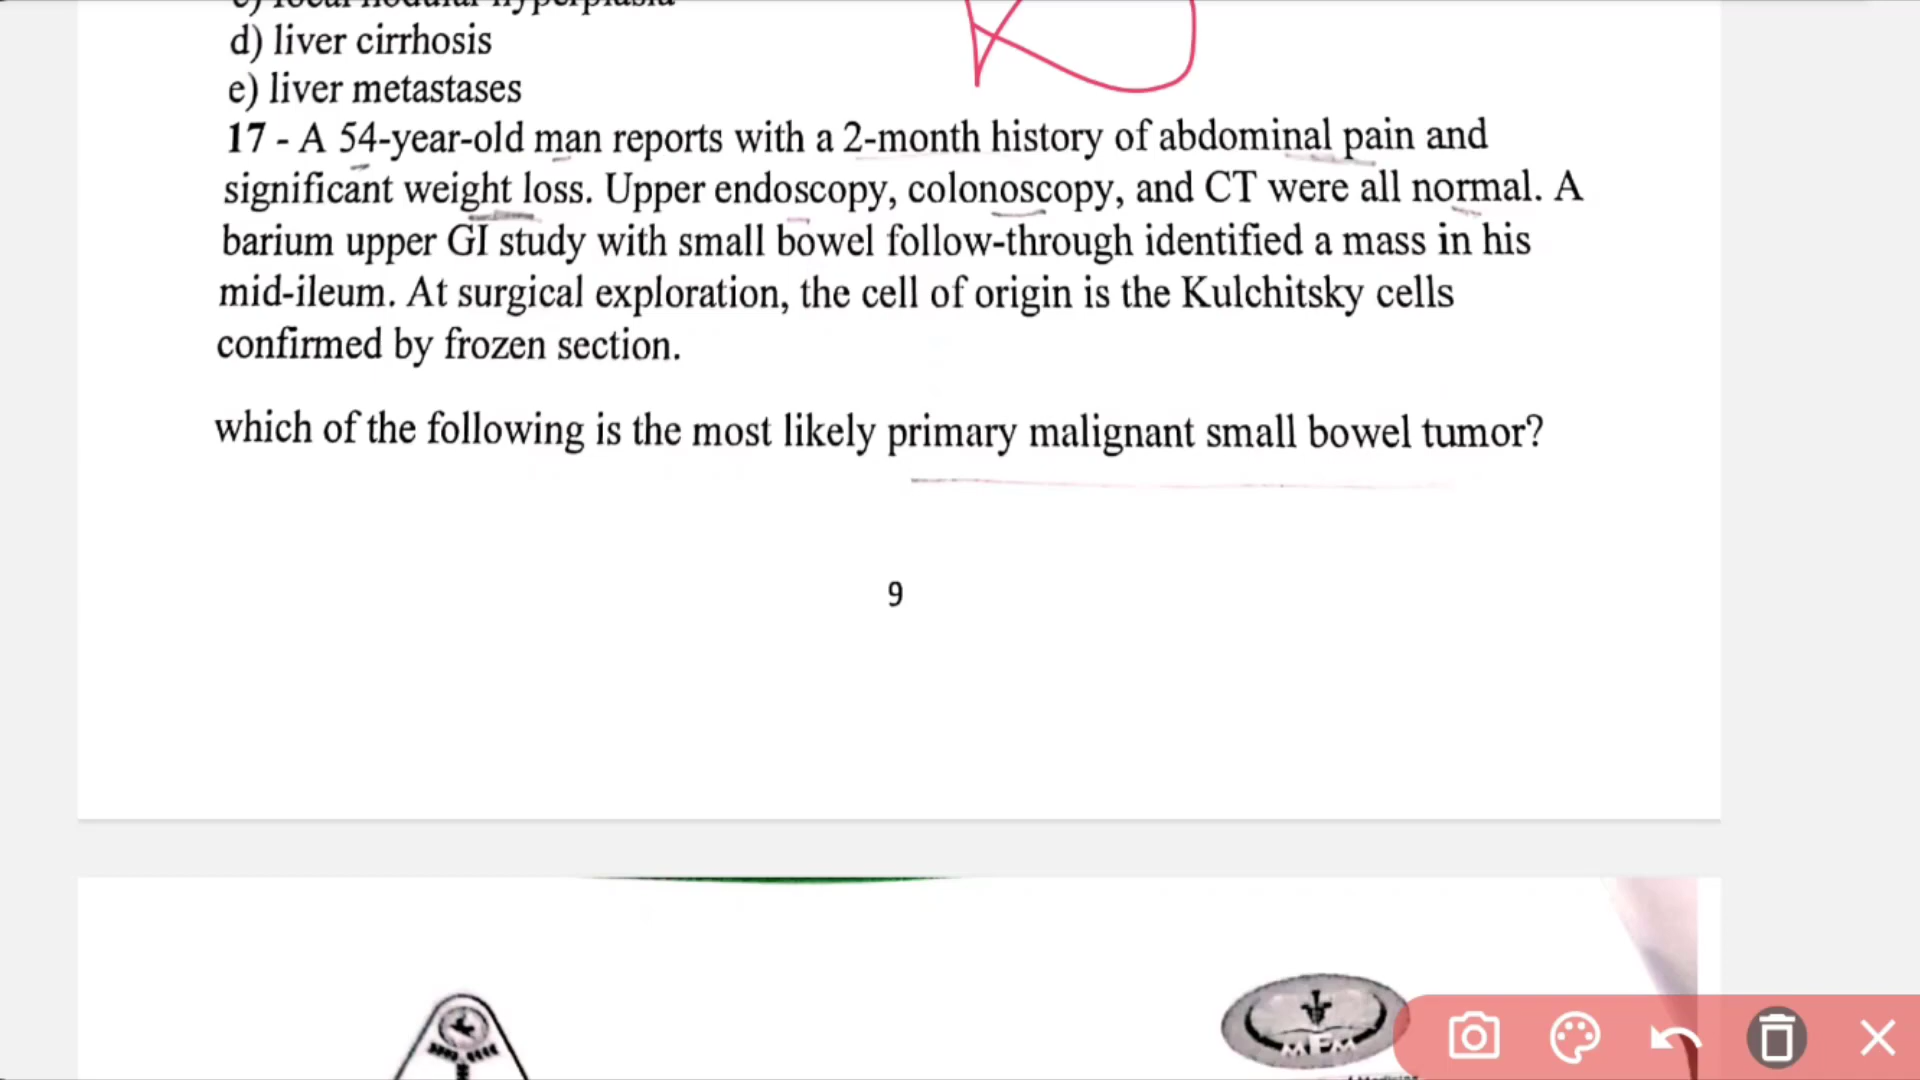 d) liver cirrhosis
e) liver metastases
17 - A 54-year-old man reports with a 2-month history of abdominal pain and
significant weight loss. Upper endoscopy, colonoscopy, and CT were all normal. A
barium upper GI study with small bowel follow-through identified a mass in his
mid-ileum. At surgical exploration, the cell of origin is the Kulchitsky cells
confirmed by frozen section.
which of the following is the most likely primary malignant small bowel tumor?
9
MFM